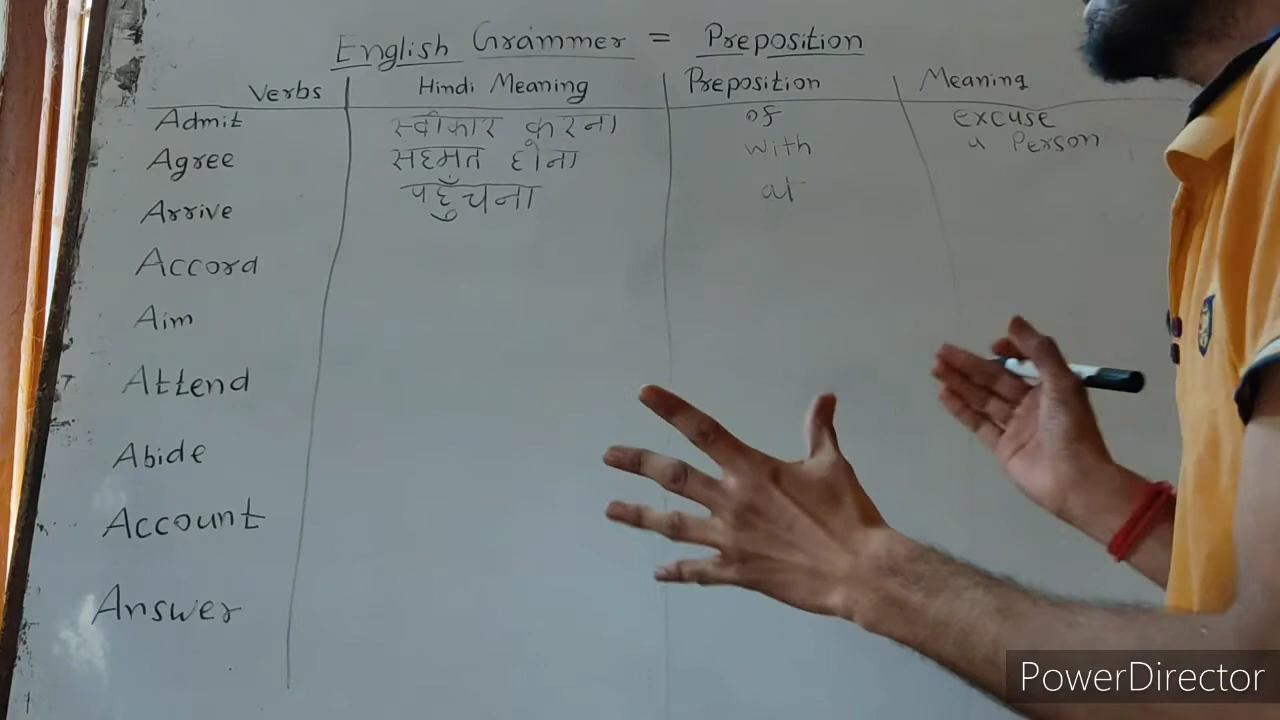 English Grammer = Preposition
Verbs Hindi Meaning Preposition Meaning
Admit स्वीकार करना of excuse
Agree सहमत होना with a Person
Arrive पहुँचना at
Accord
Aim
Attend
Abide
Account
Answer
PowerDirector